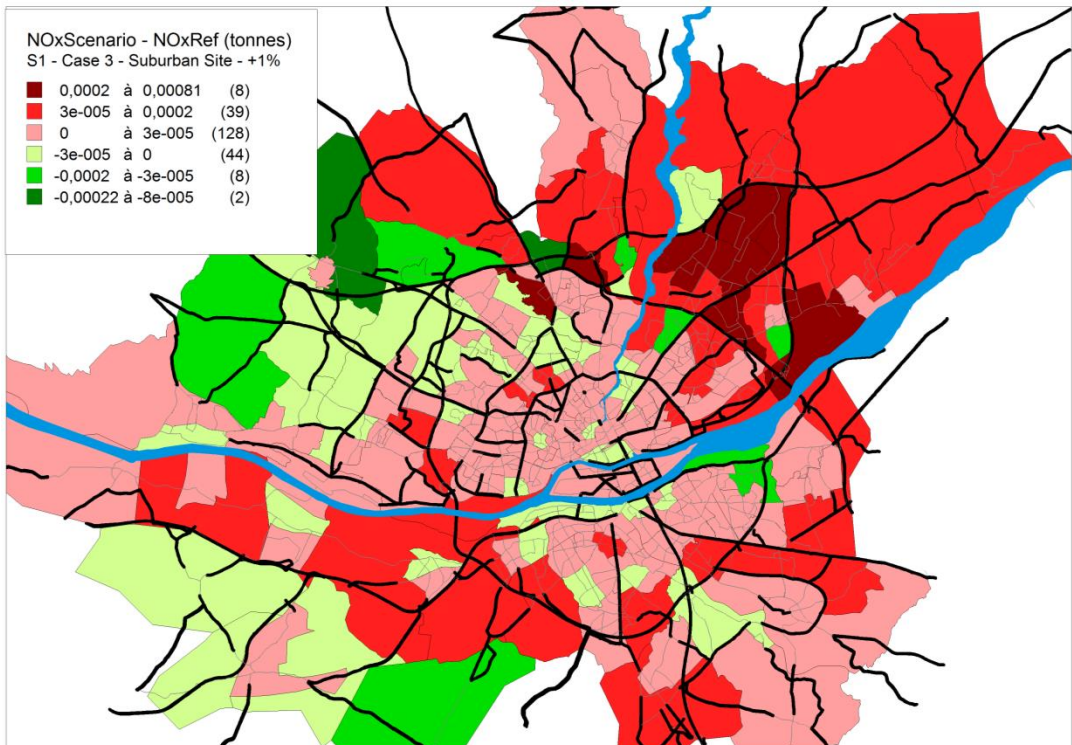 NOxScenario - NOxRef (tonnes)
S1 - Case 3 - Suburban Site - +1%
0,0002 à 0,00081 (8)
3e-005 à 0,0002 (39)
0 à 3e-005 (128)
-3e-005 à 0 (44)
-0,0002 à -3e-005 (8)
-0,00022 à -8e-005 (2)